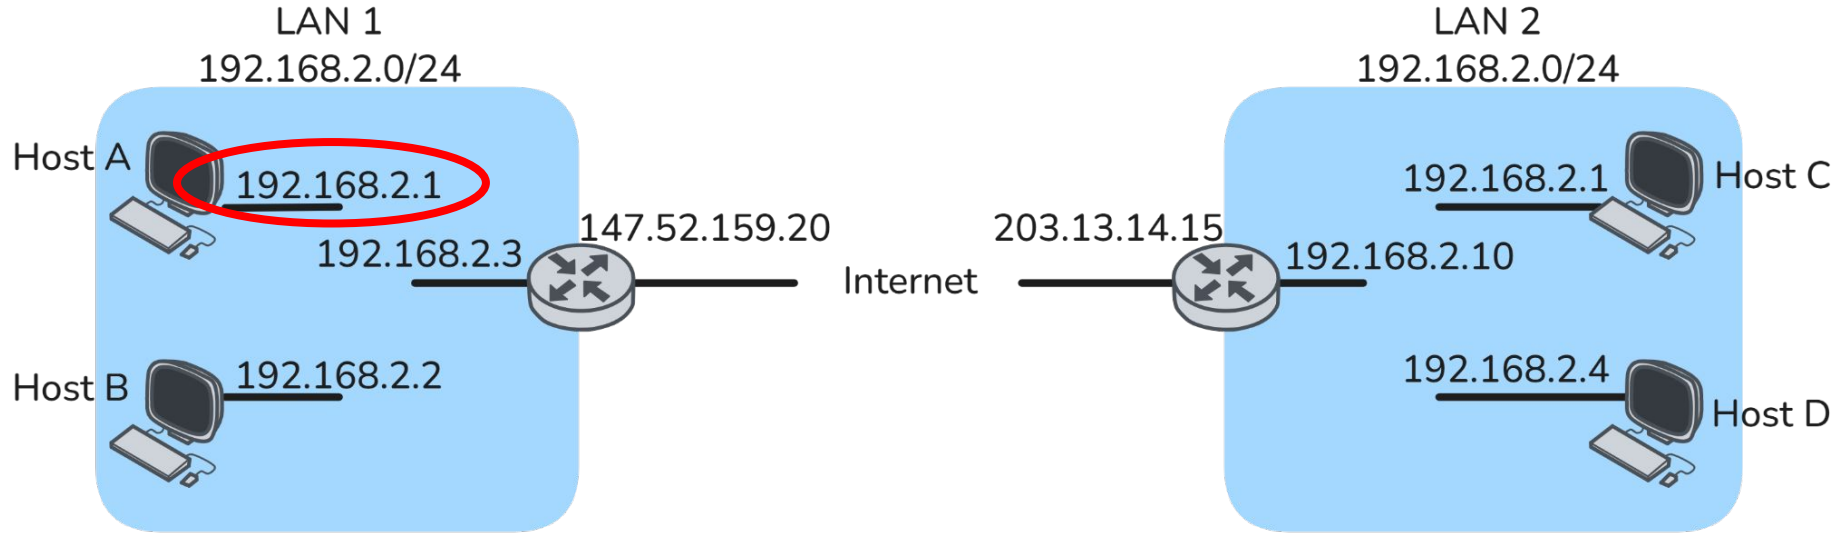 LAN 1
192.168.2.0/24
Host A
192.168.2.1
192.168.2.3
147.52.159.20
Host B
192.168.2.2
Internet
LAN 2
192.168.2.0/24
192.168.2.1
Host C
203.13.14.15
192.168.2.10
192.168.2.4
Host D